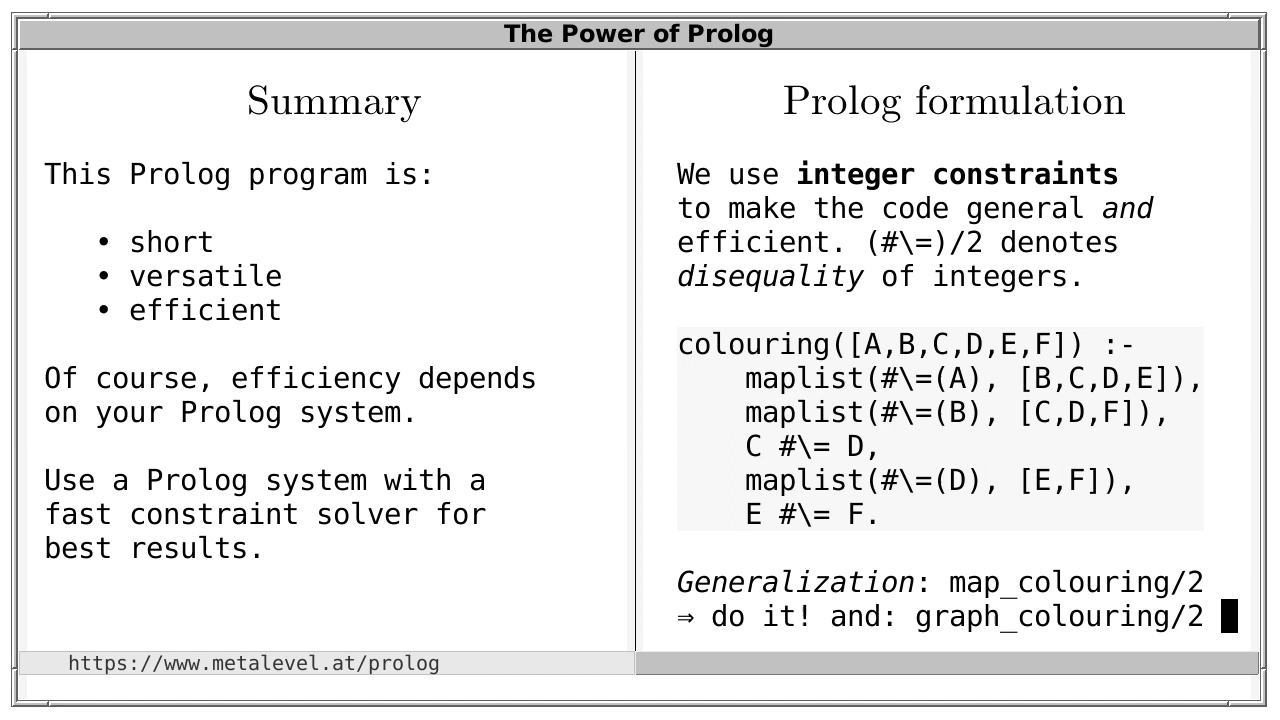 The Power of Prolog
Summary
This Prolog program is:
• short
• versatile
• efficient
Of course, efficiency depends
on your Prolog system.
Use a Prolog system with a
fast constraint solver for
best results.
https://www.metalevel.at/prolog
Prolog formulation
We use integer constraints
to make the code general and
efficient. (#\=)/2 denotes
disequality of integers.
colouring([A,B,C,D,E,F]) :-
    maplist(#\=(A), [B,C,D,E]),
    maplist(#\=(B), [C,D,F]),
    C #\= D,
    maplist(#\=(D), [E,F]),
    E #\= F.
Generalization: map_colouring/2
⇒ do it! and: graph_colouring/2